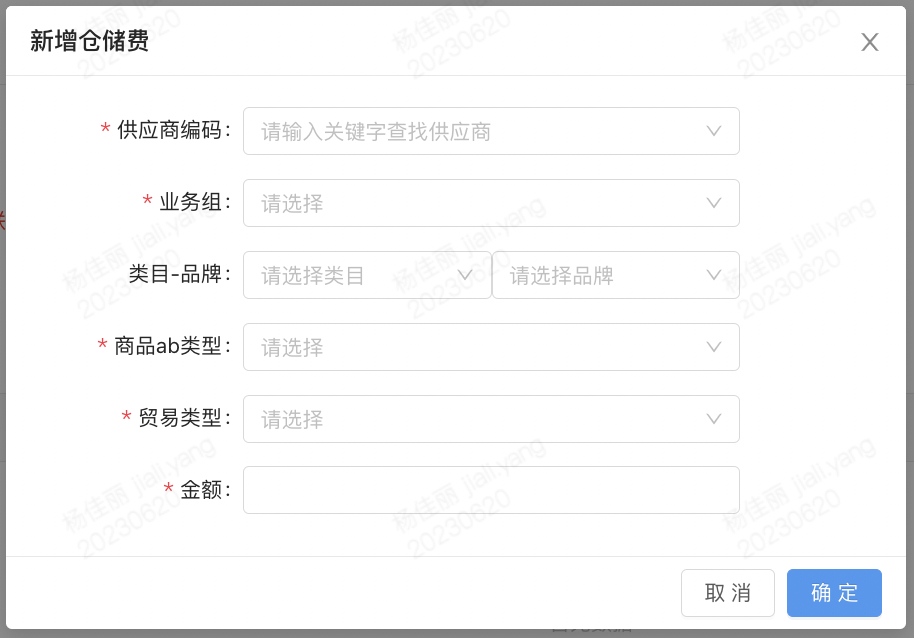 新增仓储费
* 供应商编码:
请输入关键字查找供应商
* 业务组:
请选择
类目-品牌:
请选择类目
请选择品牌
* 商品ab类型:
请选择
* 贸易类型:
请选择
* 金额:
取 消
确 定
杨佳丽 jiali.yang
20230620